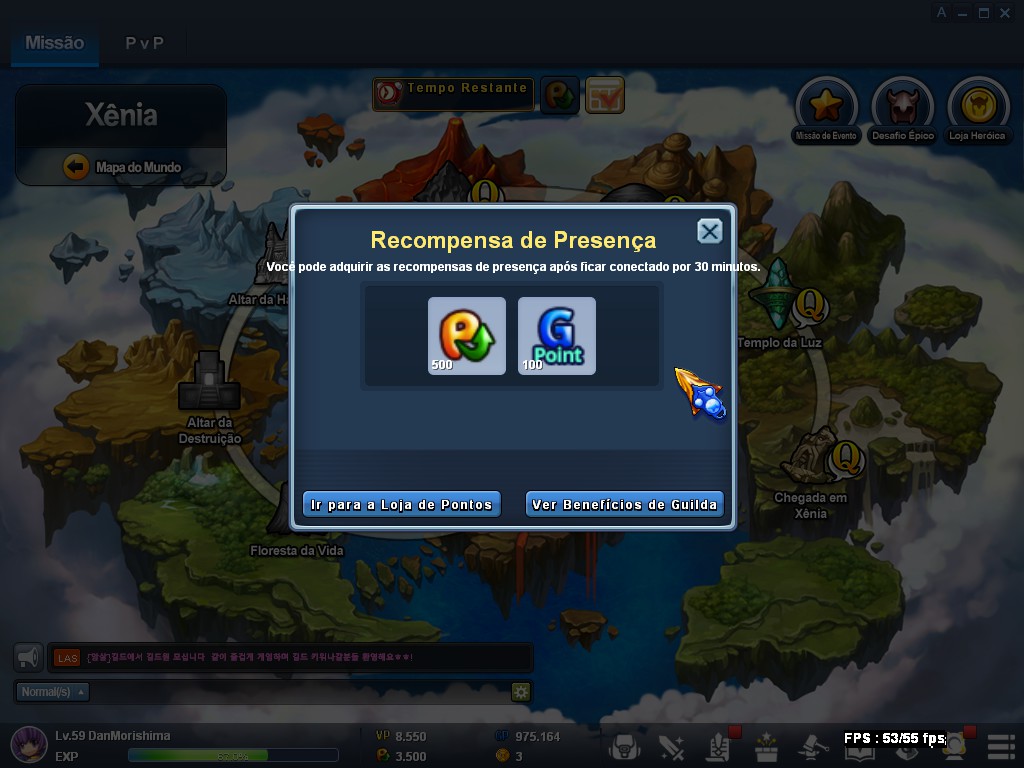 A
Missão
P v P
Xênia
Mapa do Mundo
Tempo Restante
Missão de Evento
Desafio Épico
Loja Heróica
Recompensa de Presença
Você pode adquirir as recompensas de presença após ficar conectado por 30 minutos.
500
G
Point
100
Altar da
Templo da Luz
Altar da
Destruição
Chegada em
Xênia
Floresta da Vida
Ir para a Loja de Pontos
Ver Benefícios de Guilda
LAS
Normal(/s)
Lv.59 DanMorishima
EXP
VP 8.550
975.164
3.500
3
FPS : 53/55 fps